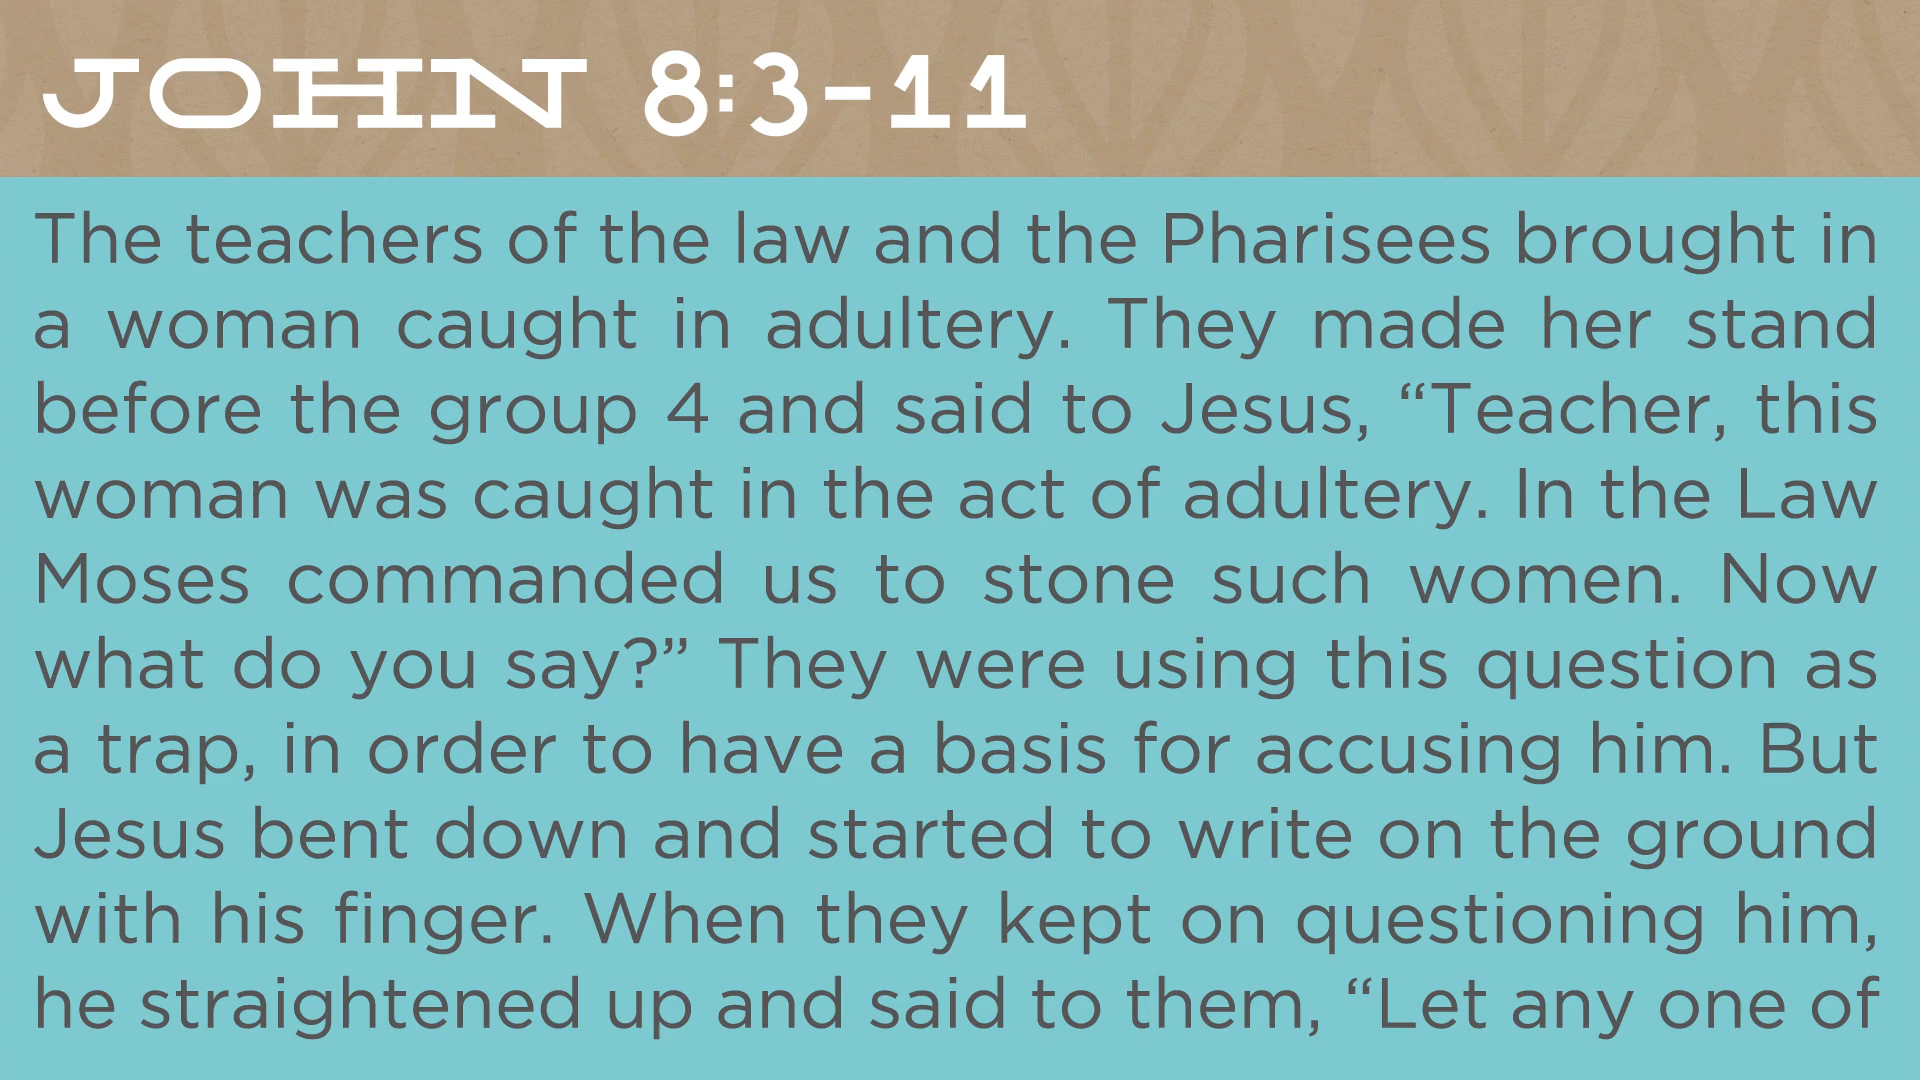 JOHN 8:3-11
The teachers of the law and the Pharisees brought in
a woman caught in adultery. They made her stand
before the group 4 and said to Jesus, “Teacher, this
woman was caught in the act of adultery. In the Law
Moses commanded us to stone such women. Now
what do you say?” They were using this question as
a trap, in order to have a basis for accusing him. But
Jesus bent down and started to write on the ground
with his finger. When they kept on questioning him,
he straightened up and said to them, “Let any one of